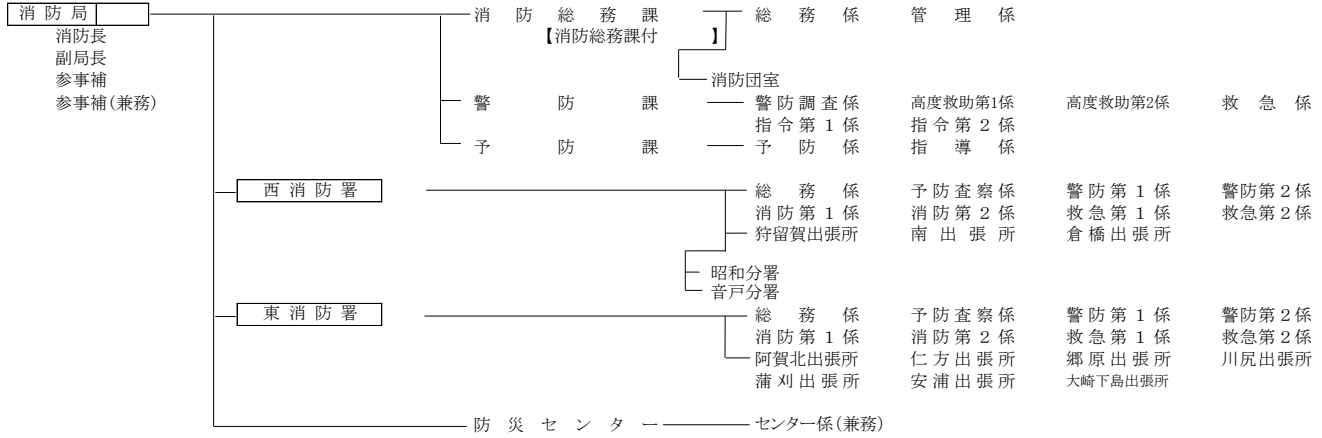 消防局 消防総務課 総務係 管理係
消防長 【消防総務課付 】
副局長
参事補 消防団室
参事補(兼務) 警防課 警防調査係 高度救助第1係 高度救助第2係 救急係
指令第1係 指令第2係
予防課 予防係 指導係
西消防署 総務係 予防査察係 警防第1係 警防第2係
消防第1係 消防第2係 救急第1係 救急第2係
狩留賀出張所 南出張所 倉橋出張所
昭和分署
音戸分署
東消防署 総務係 予防査察係 警防第1係 警防第2係
消防第1係 消防第2係 救急第1係 救急第2係
阿賀北出張所 仁方出張所 郷原出張所 川尻出張所
蒲刈出張所 安浦出張所 大崎下島出張所
防災センター センター係(兼務)